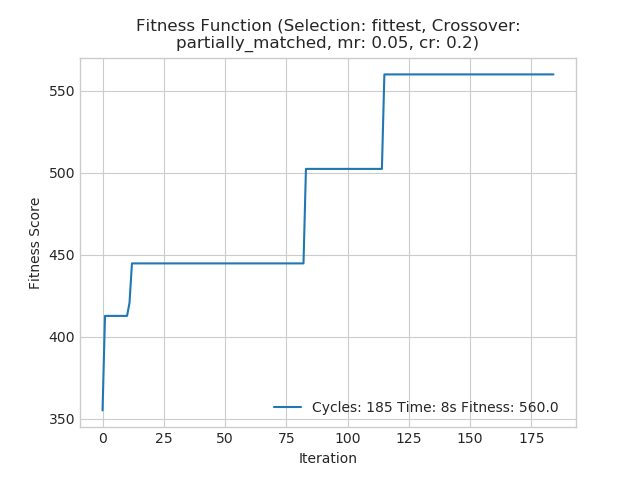 Fitness Function (Selection: fittest, Crossover:
partially_matched, mr: 0.05, cr: 0.2)
Fitness Score
550
500
450
400
350
Cycles: 185 Time: 8s Fitness: 560.0
0 25 50 75 100 125 150 175
Iteration